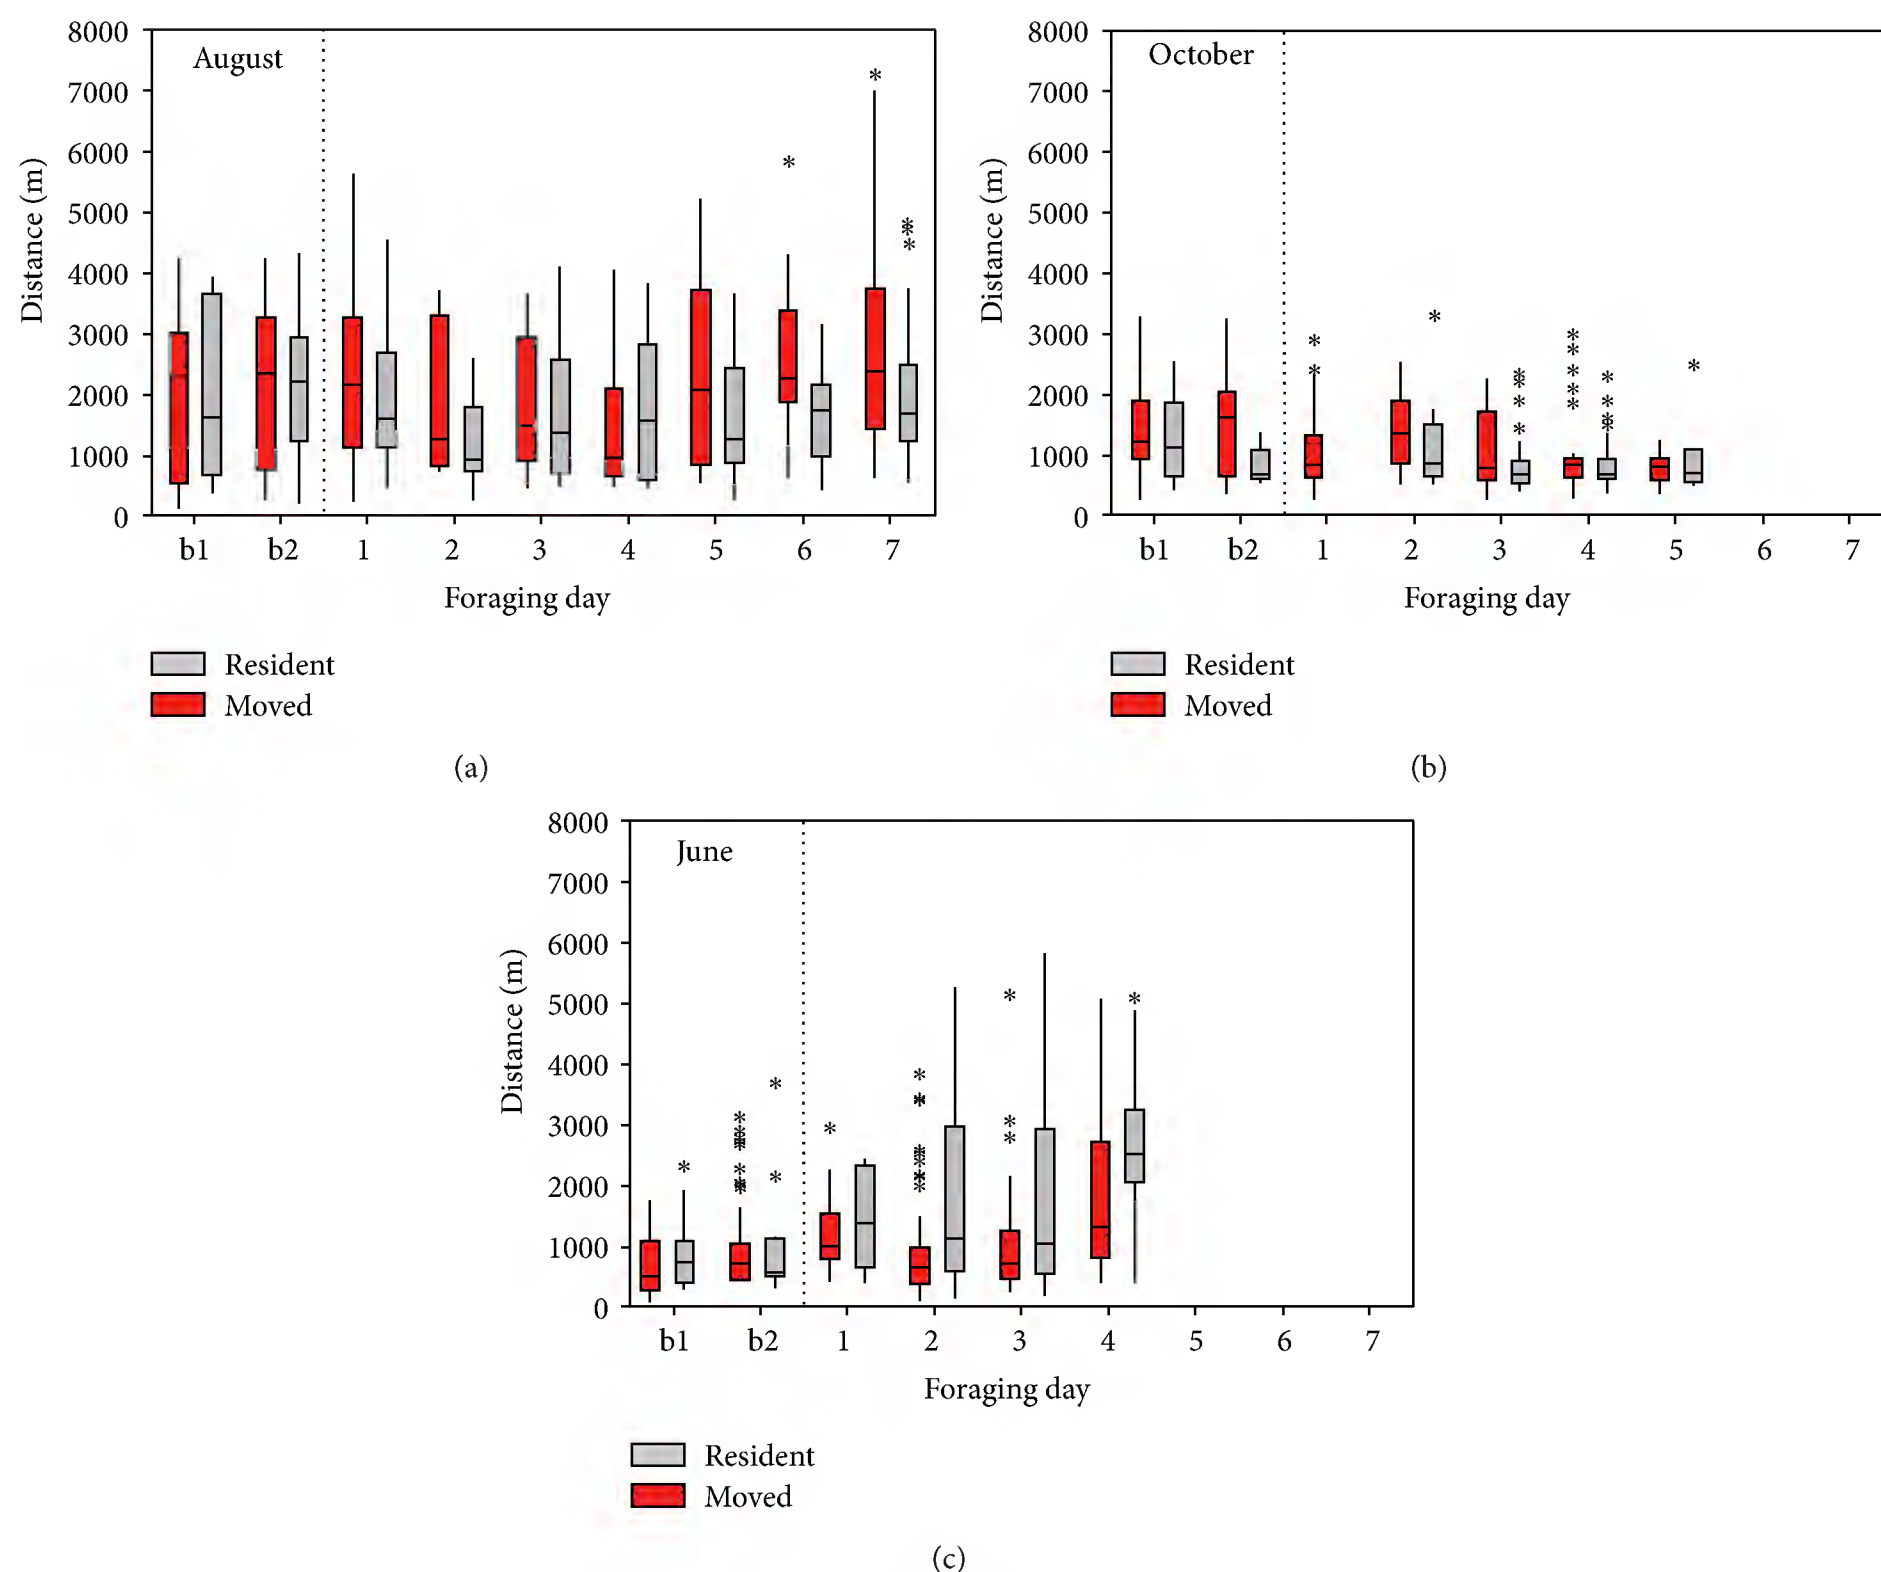 8000
7000
6000
5000
4000
3000
2000
1000
0
Distance (m)
August
b1 b2 1 2 3 4 5 6 7
Foraging day
Resident
Moved
(a)
8000
7000
6000
5000
4000
3000
2000
1000
0
Distance (m)
October
b1 b2 1 2 3 4 5 6 7
Foraging day
Resident
Moved
(b)
8000
7000
6000
5000
4000
3000
2000
1000
0
Distance (m)
June
b1 b2 1 2 3 4 5 6 7
Foraging day
Resident
Moved
(c)